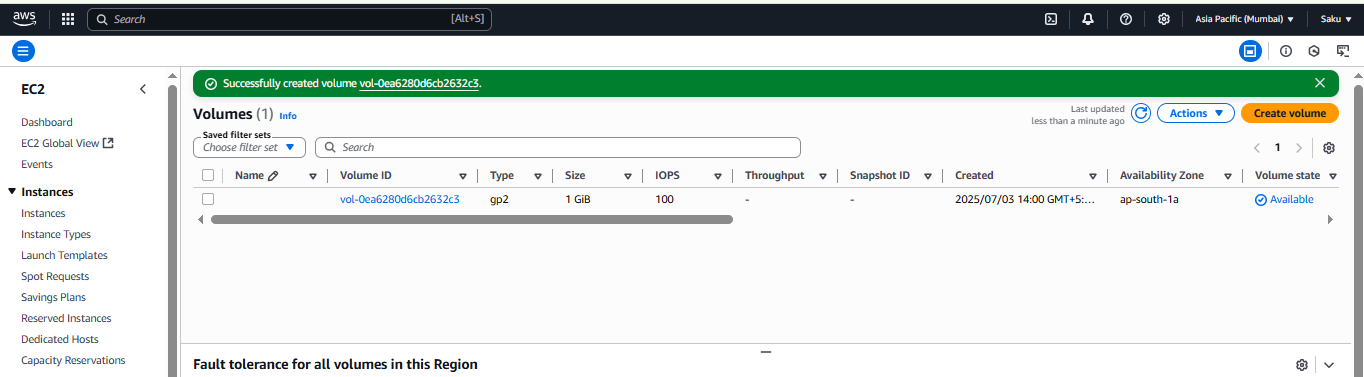 aws
Search [Alt+S]
Asia Pacific (Mumbai)
Saku
EC2
Dashboard
EC2 Global View
Events
Instances
Instances
Instance Types
Launch Templates
Spot Requests
Savings Plans
Reserved Instances
Dedicated Hosts
Capacity Reservations
Successfully created volume vol-0ea6280d6cb2632c3.
Volumes (1) Info
Last updated
less than a minute ago
Actions
Create volume
Saved filter sets
Choose filter set
Search
1
Name Volume ID Type Size IOPS Throughput Snapshot ID Created Availability Zone Volume state
vol-0ea6280d6cb2632c3 gp2 1 GiB 100 - - 2025/07/03 14:00 GMT+5:... ap-south-1a Available
Fault tolerance for all volumes in this Region